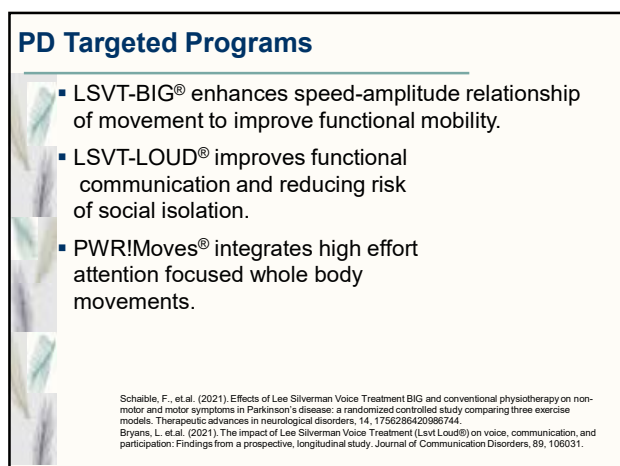 PD Targeted Programs
▪ LSVT-BIG® enhances speed-amplitude relationship
of movement to improve functional mobility.
▪ LSVT-LOUD® improves functional
communication and reducing risk
of social isolation.
▪ PWR!Moves® integrates high effort
attention focused whole body
movements.
Schaible, F., et.al. (2021). Effects of Lee Silverman Voice Treatment BIG and conventional physiotherapy on non-
motor and motor symptoms in Parkinson's disease: a randomized controlled study comparing three exercise
models. Therapeutic advances in neurological disorders, 14, 1756286420986744.
Bryans, L. et.al. (2021). The impact of Lee Silverman Voice Treatment (Lsvt Loud®) on voice, communication, and
participation: Findings from a prospective, longitudinal study. Journal of Communication Disorders, 89, 106031.